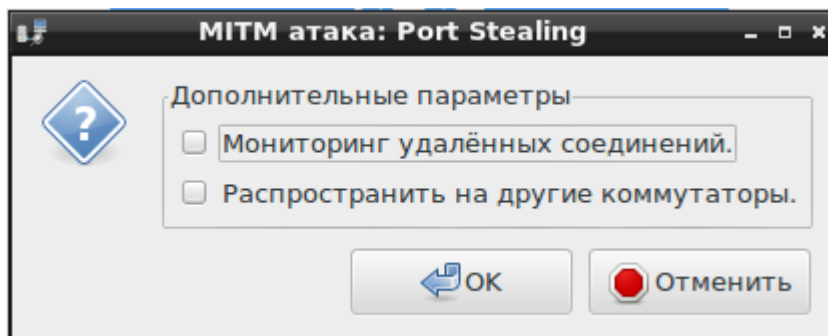 MITM атака: Port Stealing
Дополнительные параметры
Мониторинг удалённых соединений.
Распространить на другие коммутаторы.
OK
Отменить